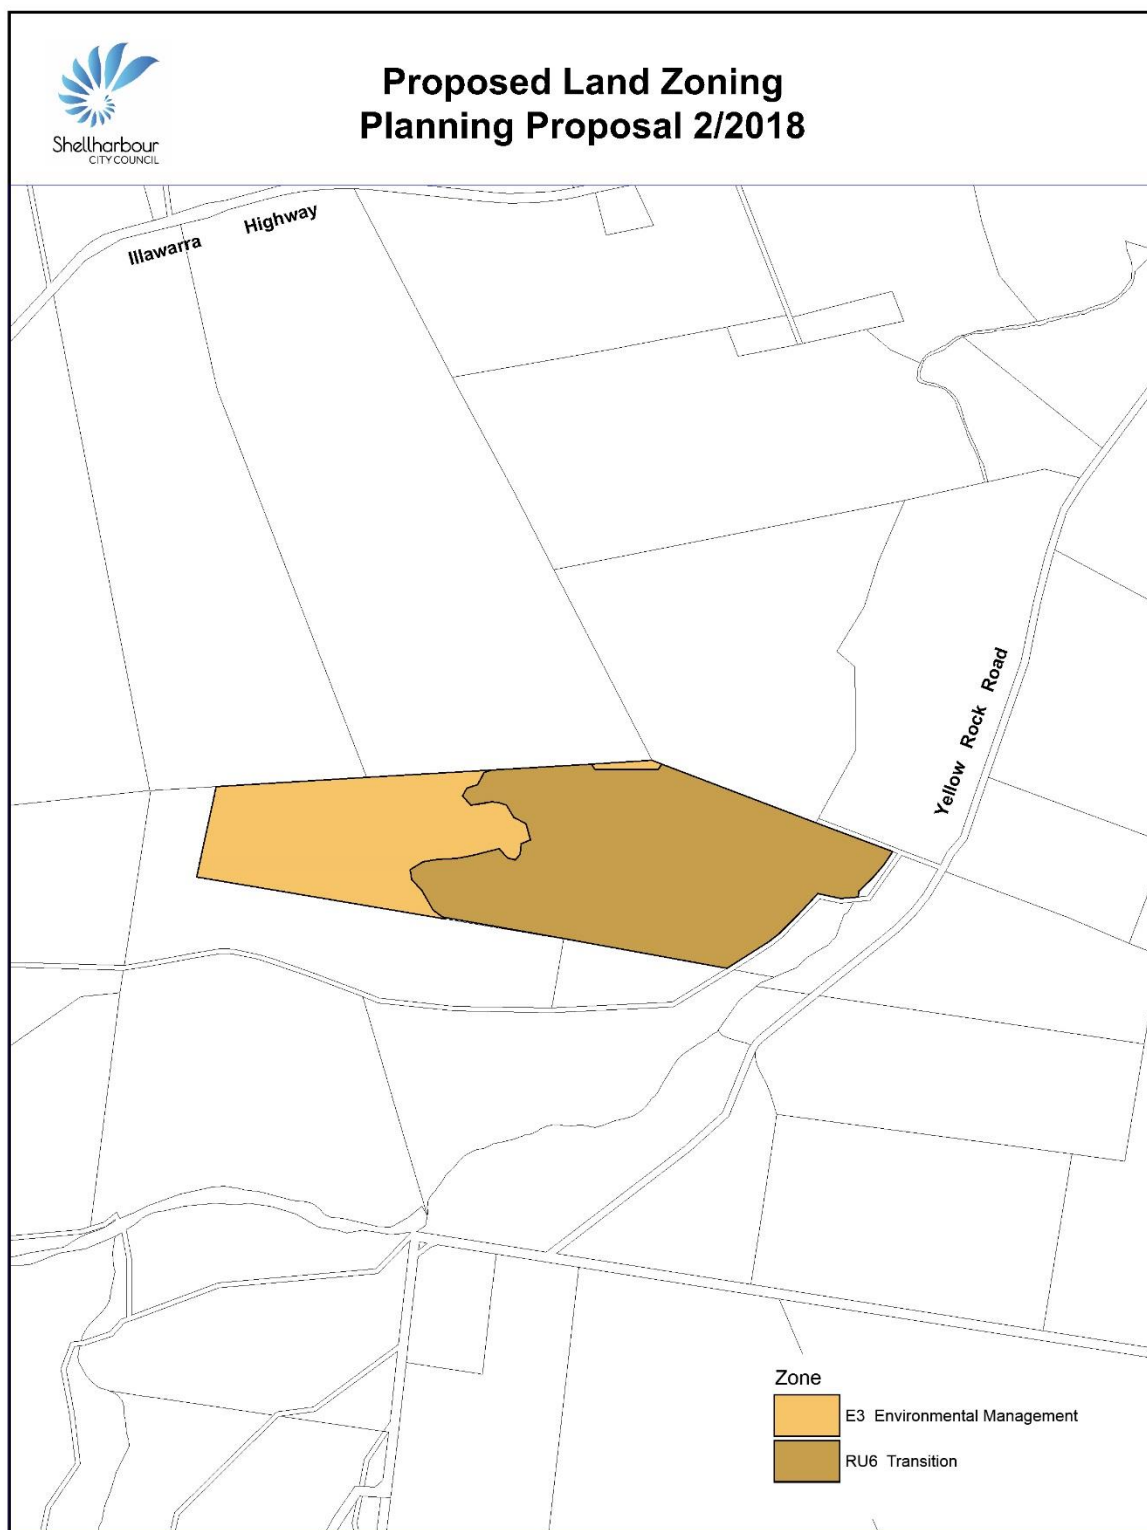 Shellharbour
CITY COUNCIL
Proposed Land Zoning
Planning Proposal 2/2018
Illawarra Highway
Yellow Rock Road
Zone
E3 Environmental Management
RU6 Transition